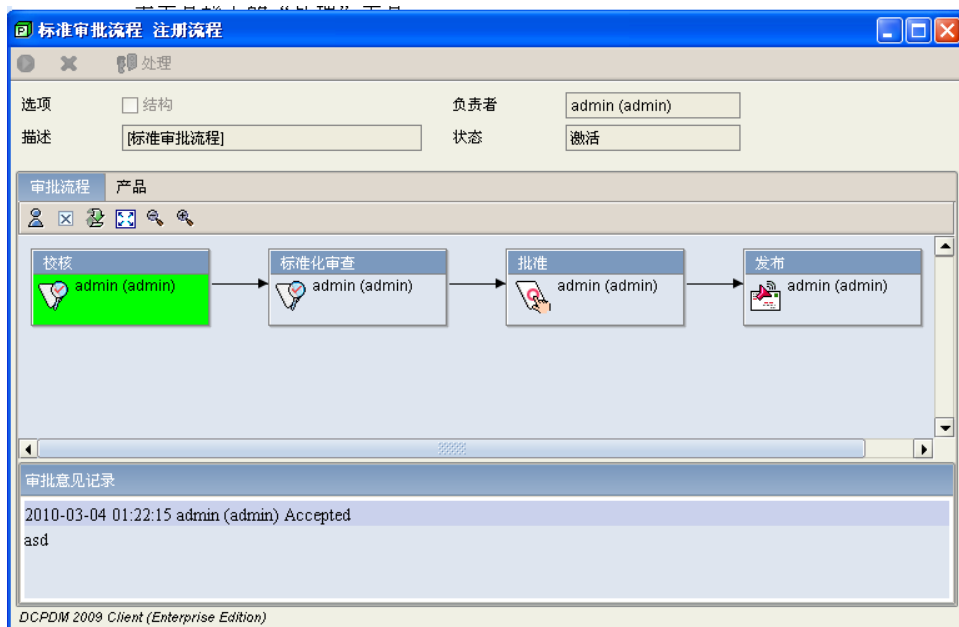 标准审批流程 注册流程
处理
选项 结构 负责者 admin (admin)
描述 [标准审批流程] 状态 激活
审批流程 产品
校核 标准化审查 批准 发布
admin (admin) admin (admin) admin (admin) admin (admin)
审批意见记录
2010-03-04 01:22:15 admin (admin) Accepted
asd
DCPDM 2009 Client (Enterprise Edition)